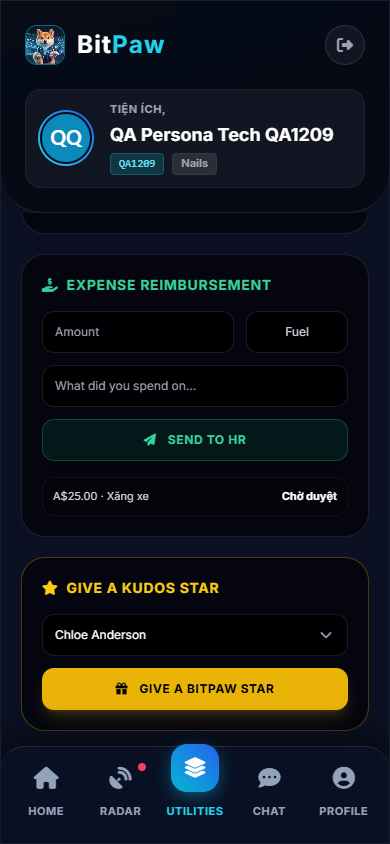 BitPaw
TIỆN ÍCH,
QQ
QA Persona Tech QA1209
QA1209 Nails
EXPENSE REIMBURSEMENT
Amount Fuel
What did you spend on...
SEND TO HR
A$25.00 · Xăng xe Chờ duyệt
GIVE A KUDOS STAR
Chloe Anderson
GIVE A BITPAW STAR
HOME RADAR UTILITIES CHAT PROFILE